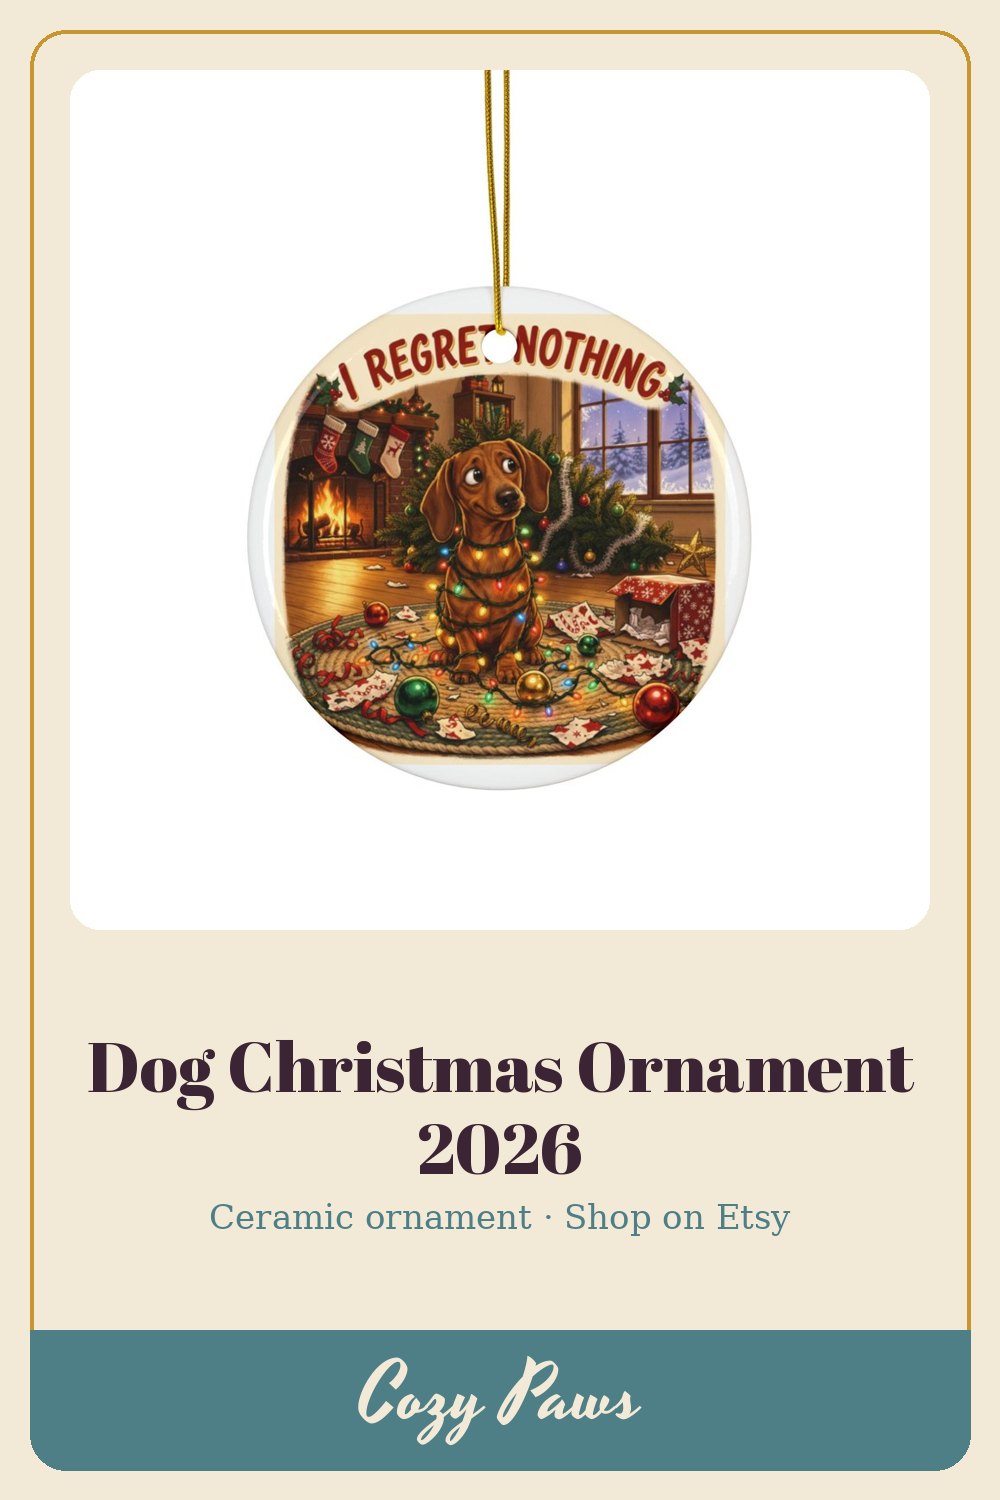 I REGRET NOTHING
Dog Christmas Ornament
2026
Ceramic ornament · Shop on Etsy
Cozy Paws